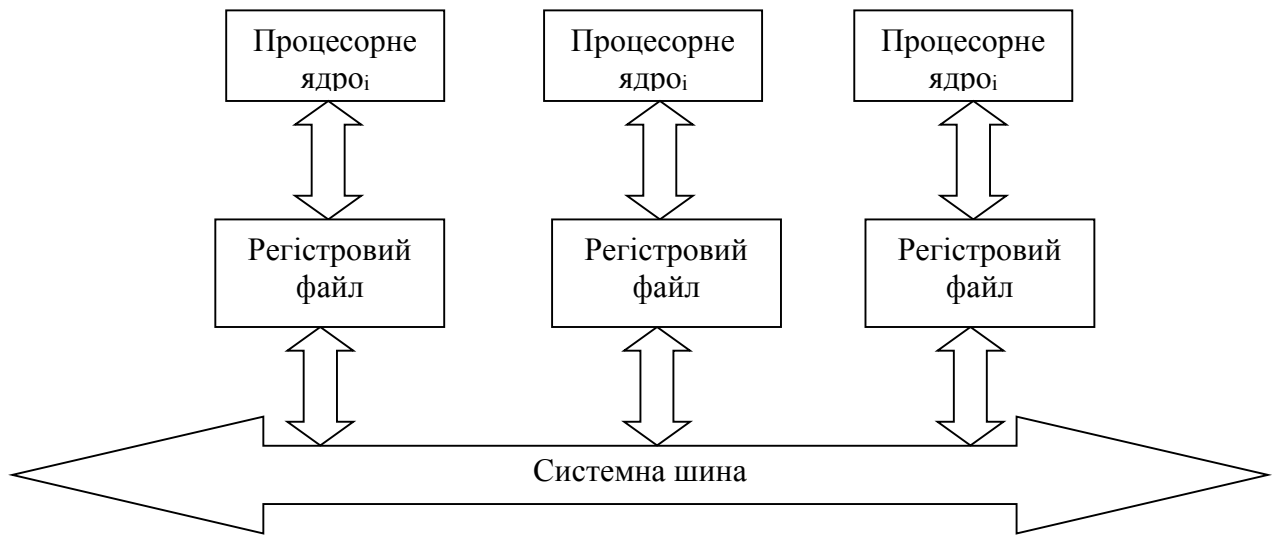 Процесорне
ядроᵢ
Процесорне
ядроᵢ
Процесорне
ядроᵢ
Регістровий
файл
Регістровий
файл
Регістровий
файл
Системна шина